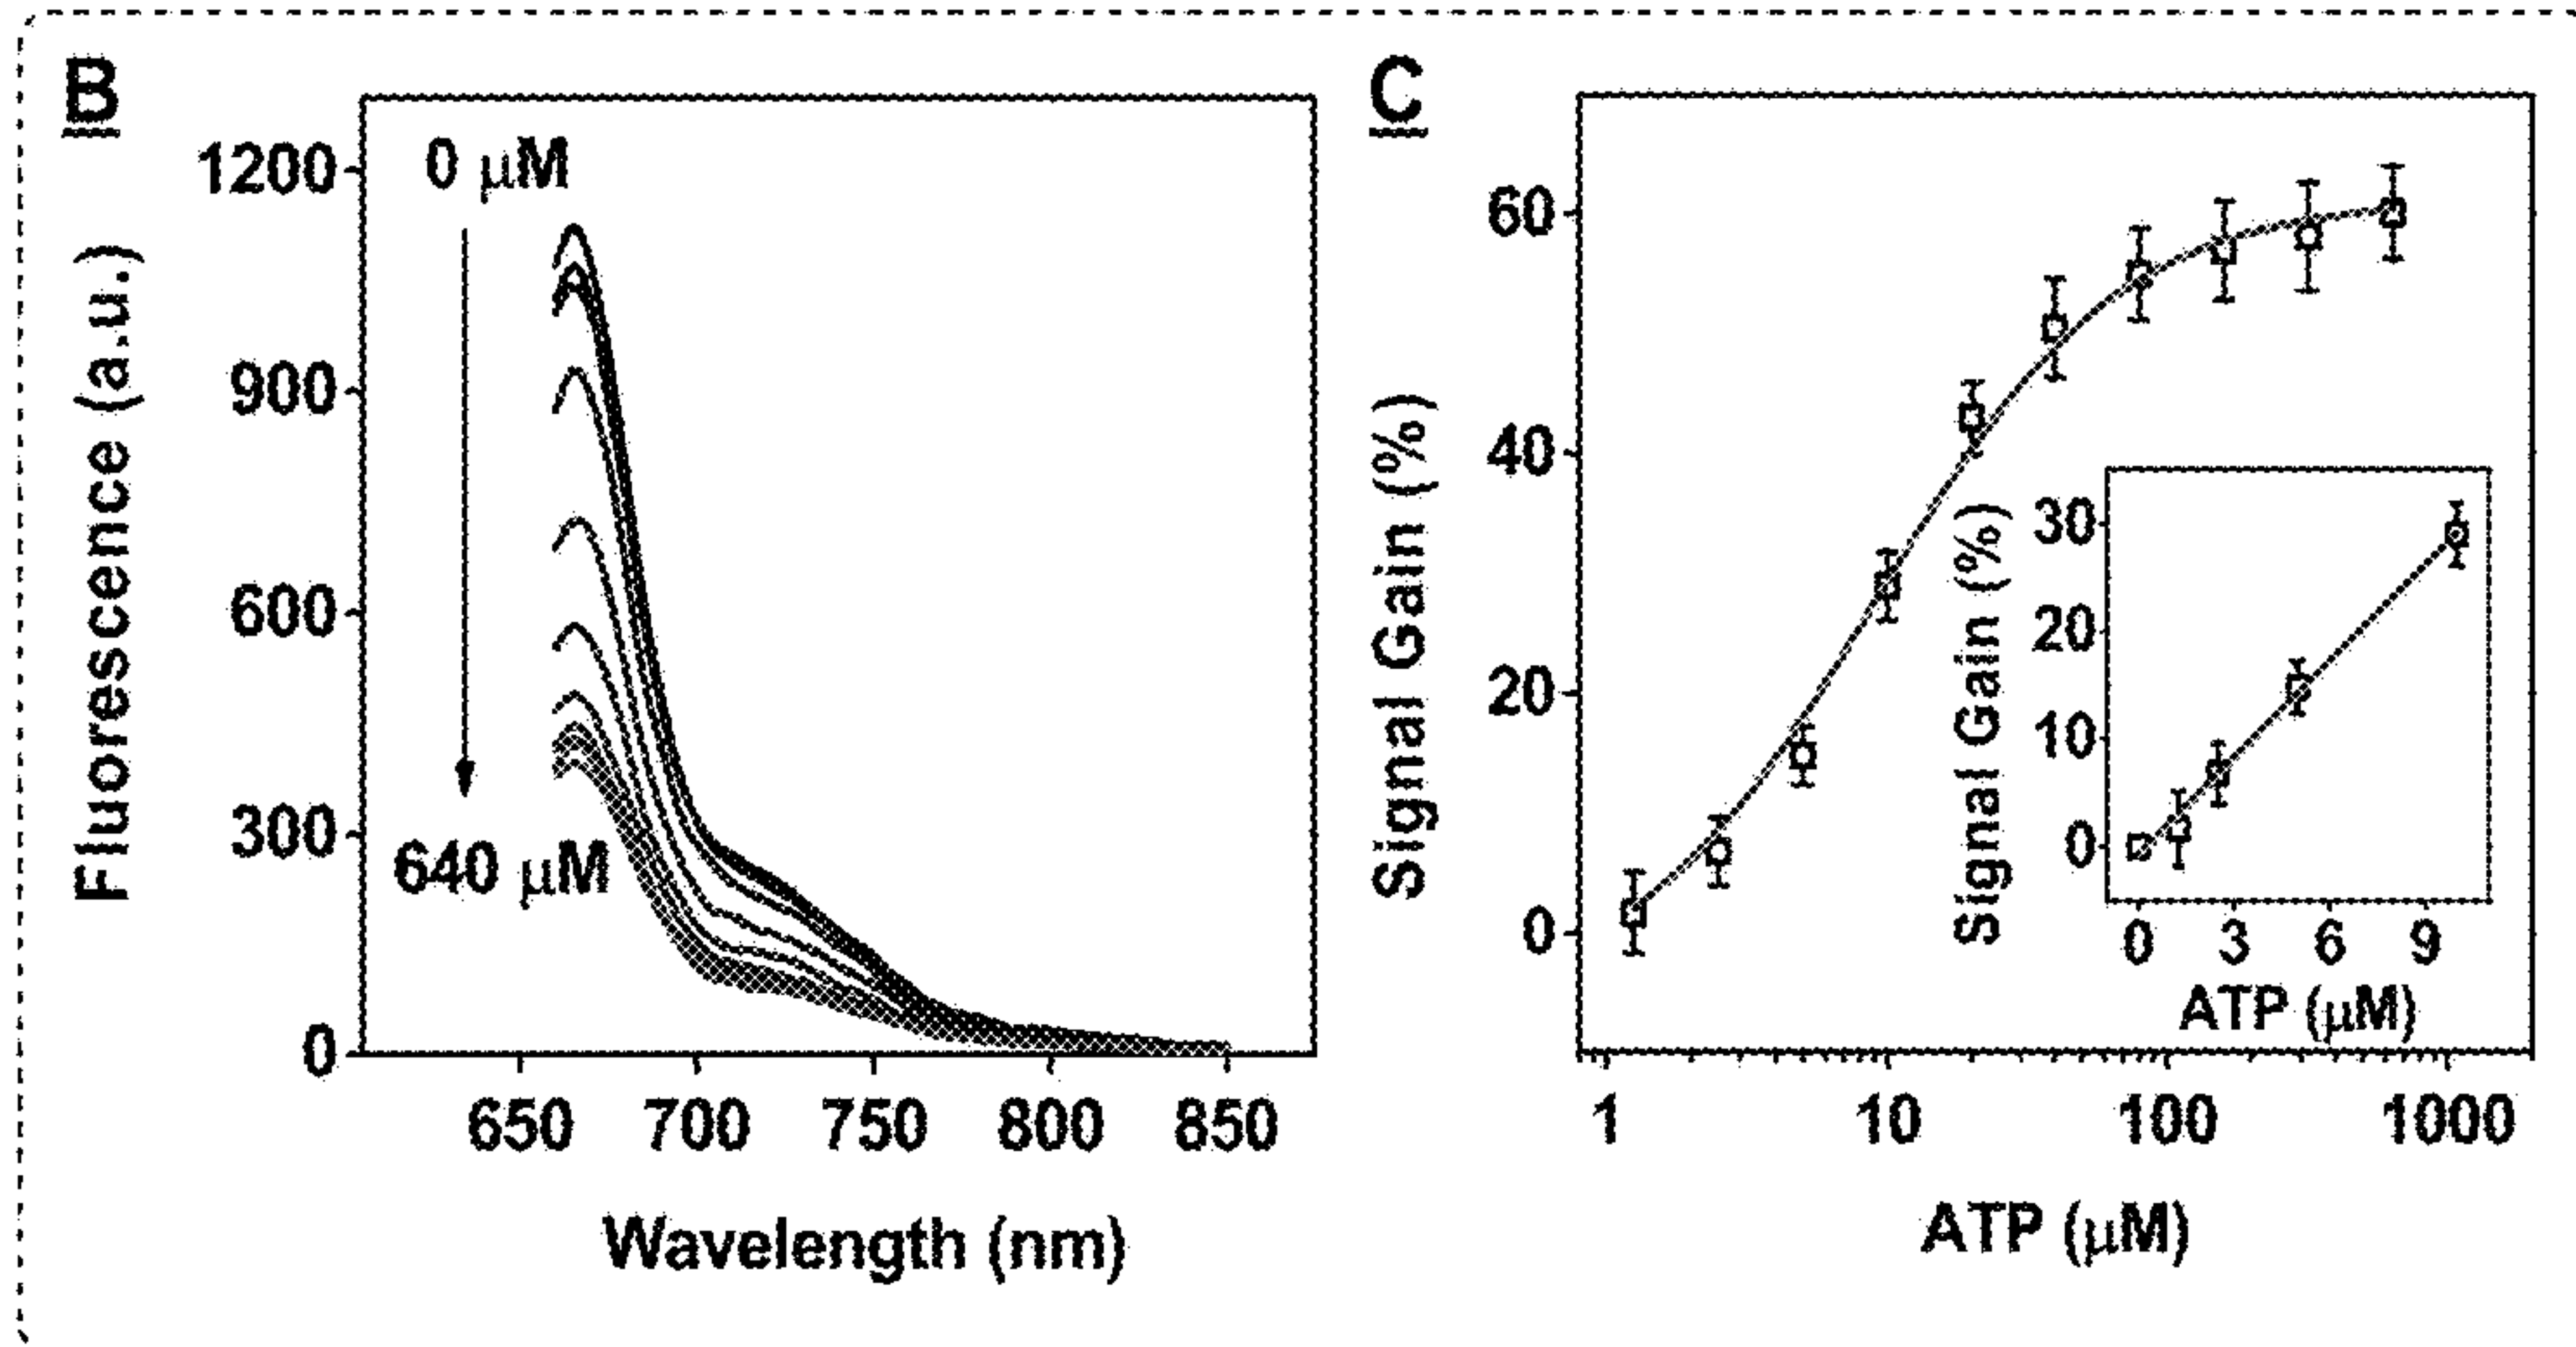 B
Fluorescence (a.u.)
1200
900
600
300
0
0 μM
640 μM
650 700 750 800 850
Wavelength (nm)
C
Signal Gain (%)
60
40
20
0
1 10 100 1000
ATP (μM)
Signal Gain (%)
30
20
10
0
0 3 6 9
ATP (μM)